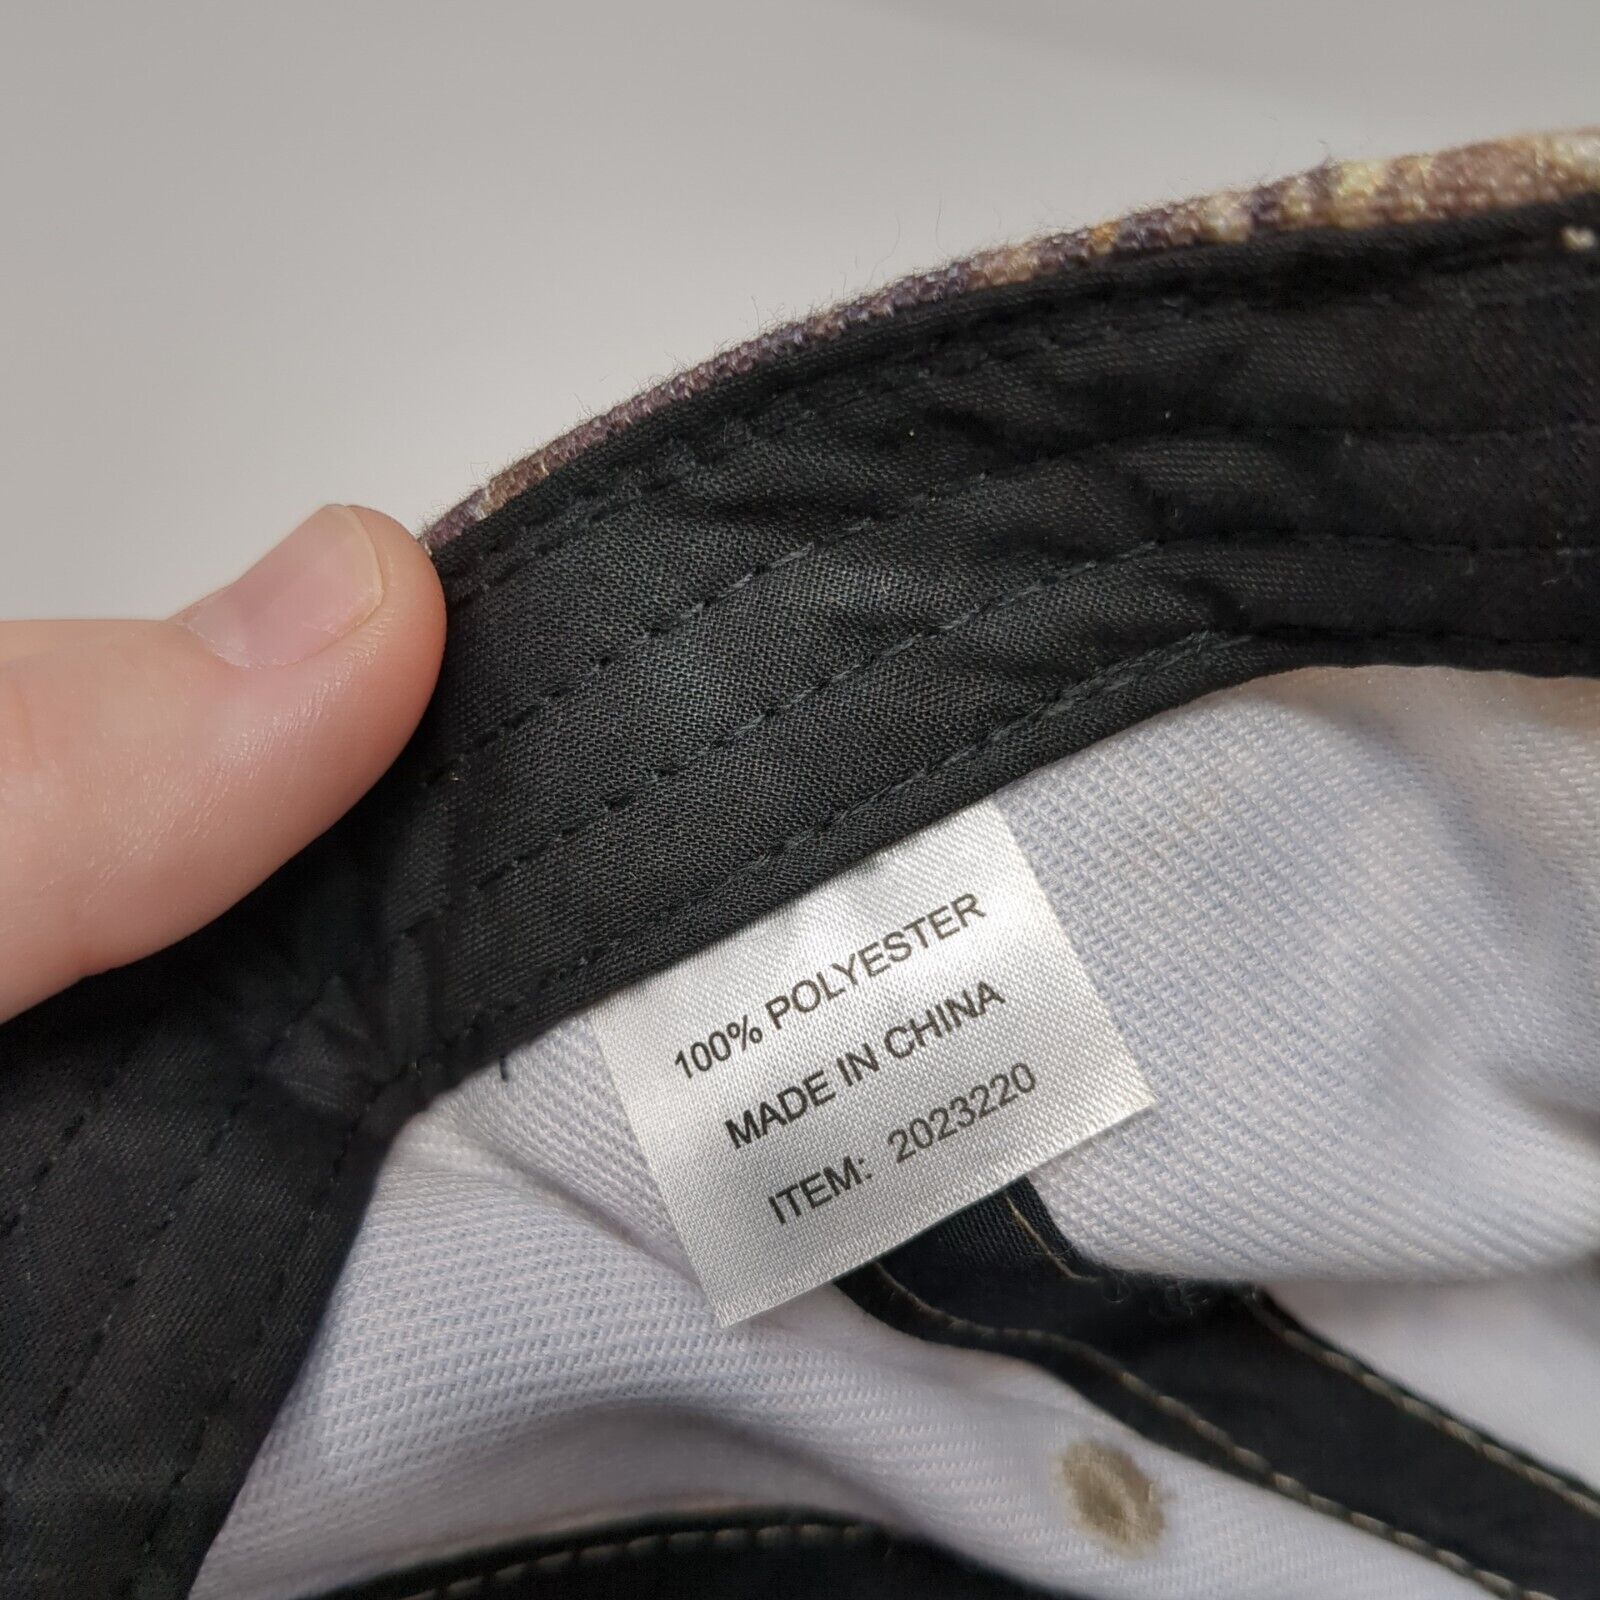 100% POLYESTER
MADE IN CHINA
ITEM: 2023220